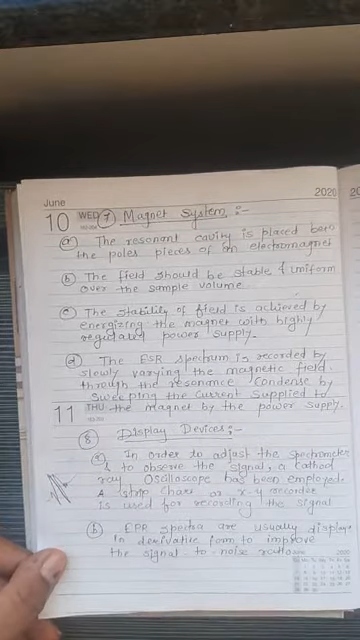 June 2020
10 WED (7) Magnet System :-
(a) The resonant cavity is placed betn
the poles pieces of an electromagnet
(b) The field should be stable & uniform
over the sample volume
(c) The stability of field is achieved by
energizing the magnet with highly
regulated power supply.
(d) The ESR spectrum is recorded by
slowly varying the magnetic field
through the resonance condense by
sweeping the current supplied to
11 THU the magnet by the power supply.
(8) Display Devices ;-
(a) In order to adjust the spectrometer
& to observe the signal, a cathod
ray Oscilloscope has been employed.
A strip chart or x-y recorder
is used for recording the signal
(b) EPR spectra are usually display
in derivative form to improve
the signal-to-noise ratio